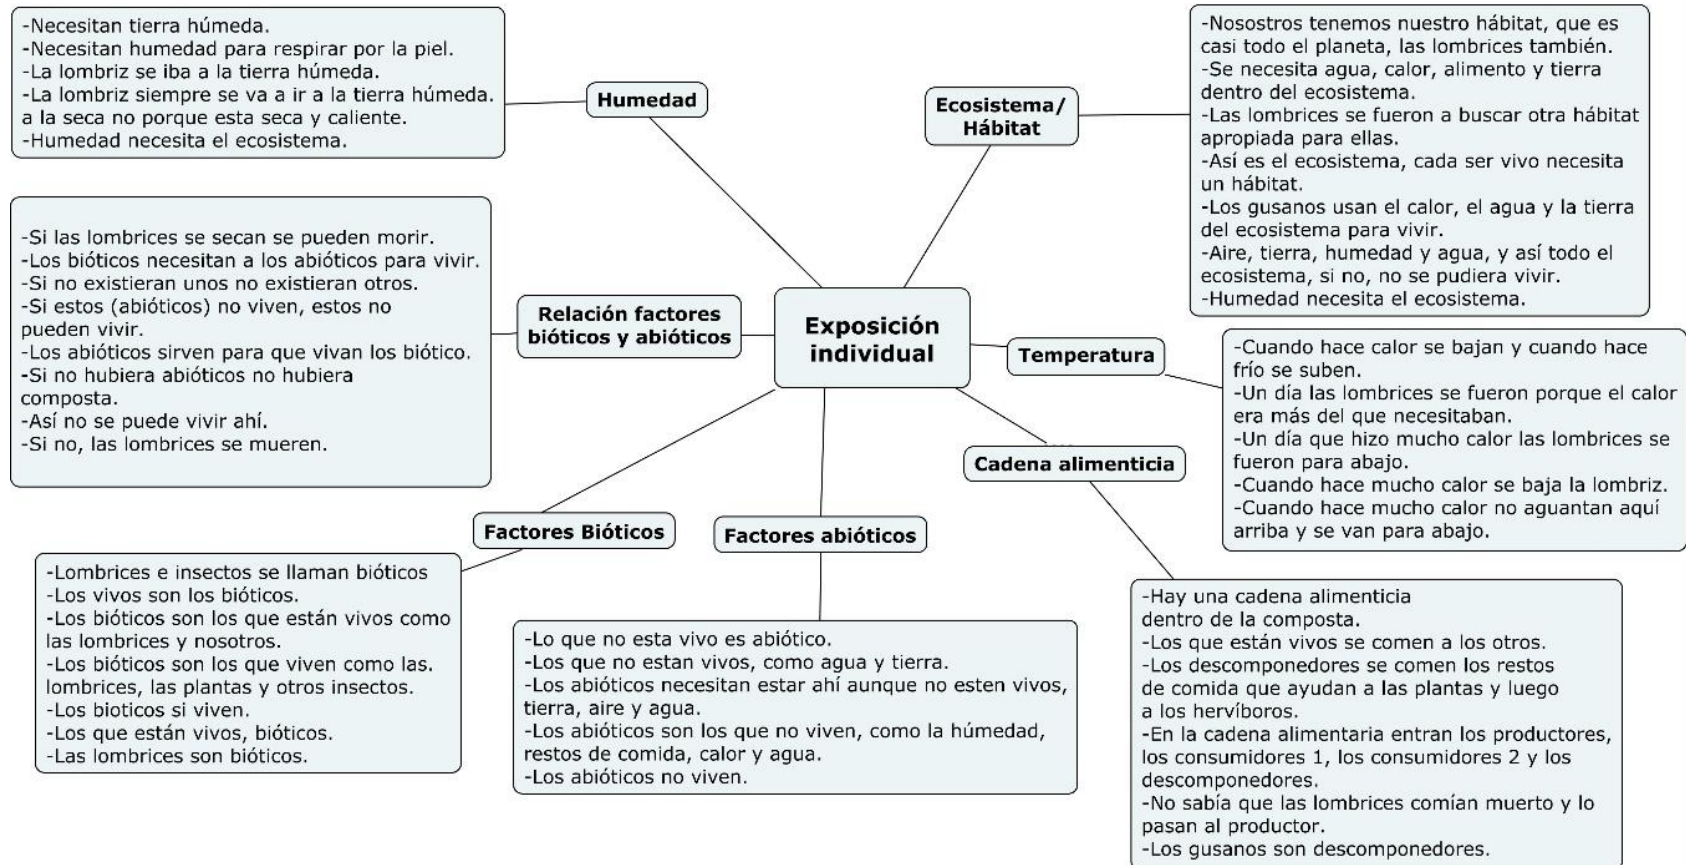 -Necesitan tierra húmeda.
-Necesitan humedad para respirar por la piel.
-La lombriz se iba a la tierra húmeda.
-La lombriz siempre se va a ir a la tierra húmeda.
a la seca no porque esta seca y caliente.
-Humedad necesita el ecosistema.
Humedad
Ecosistema/
Hábitat
-Nosostros tenemos nuestro hábitat, que es
casi todo el planeta, las lombrices también.
-Se necesita agua, calor, alimento y tierra
dentro del ecosistema.
-Las lombrices se fueron a buscar otra hábitat
apropiada para ellas.
-Así es el ecosistema, cada ser vivo necesita
un hábitat.
-Los gusanos usan el calor, el agua y la tierra
del ecosistema para vivir.
-Aire, tierra, humedad y agua, y así todo el
ecosistema, si no, no se pudiera vivir.
-Humedad necesita el ecosistema.
-Si las lombrices se secan se pueden morir.
-Los bióticos necesitan a los abióticos para vivir.
-Si no existieran unos no existieran otros.
-Si estos (abióticos) no viven, estos no
pueden vivir.
-Los abióticos sirven para que vivan los biótico.
-Si no hubiera abióticos no hubiera
composta.
-Así no se puede vivir ahí.
-Si no, las lombrices se mueren.
Relación factores
bióticos y abióticos
Exposición
individual
Temperatura
-Cuando hace calor se bajan y cuando hace
frío se suben.
-Un día las lombrices se fueron porque el calor
era más del que necesitaban.
-Un día que hizo mucho calor las lombrices se
fueron para abajo.
-Cuando hace mucho calor se baja la lombriz.
-Cuando hace mucho calor no aguantan aquí
arriba y se van para abajo.
Cadena alimenticia
Factores Bióticos
Factores abióticos
-Lombrices e insectos se llaman bióticos
-Los vivos son los bióticos.
-Los bióticos son los que están vivos como
las lombrices y nosotros.
-Los bióticos son los que viven como las.
lombrices, las plantas y otros insectos.
-Los bioticos si viven.
-Los que están vivos, bióticos.
-Las lombrices son bióticos.
-Lo que no esta vivo es abiótico.
-Los que no estan vivos, como agua y tierra.
-Los abióticos necesitan estar ahí aunque no esten vivos,
tierra, aire y agua.
-Los abióticos son los que no viven, como la húmedad,
restos de comida, calor y agua.
-Los abióticos no viven.
-Hay una cadena alimenticia
dentro de la composta.
-Los que están vivos se comen a los otros.
-Los descomponedores se comen los restos
de comida que ayudan a las plantas y luego
a los hervíboros.
-En la cadena alimentaria entran los productores,
los consumidores 1, los consumidores 2 y los
descomponedores.
-No sabía que las lombrices comían muerto y lo
pasan al productor.
-Los gusanos son descomponedores.